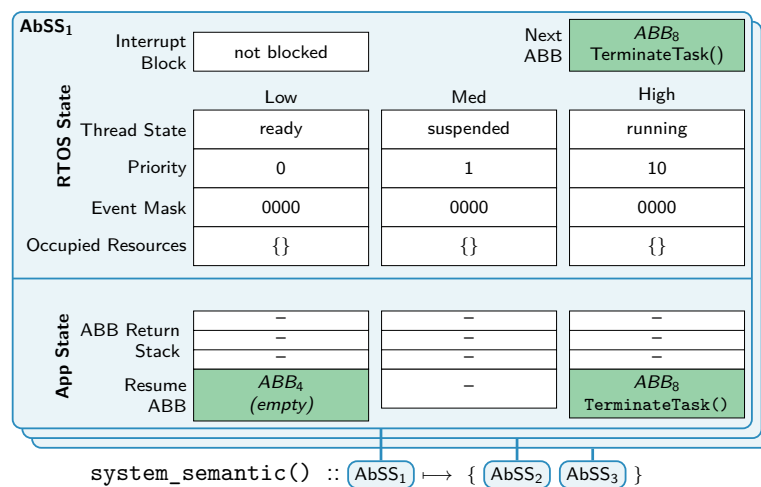 AbSS1
Interrupt Block
not blocked
Next ABB
ABB8
TerminateTask()
RTOS State
Low Med High
Thread State ready suspended running
Priority 0 1 10
Event Mask 0000 0000 0000
Occupied Resources {} {} {}
App State
ABB Return Stack
– – –
– – –
– – –
Resume ABB
ABB4
(empty)
–
ABB8
TerminateTask()
system_semantic() :: AbSS1 ⟼ { AbSS2 AbSS3 }